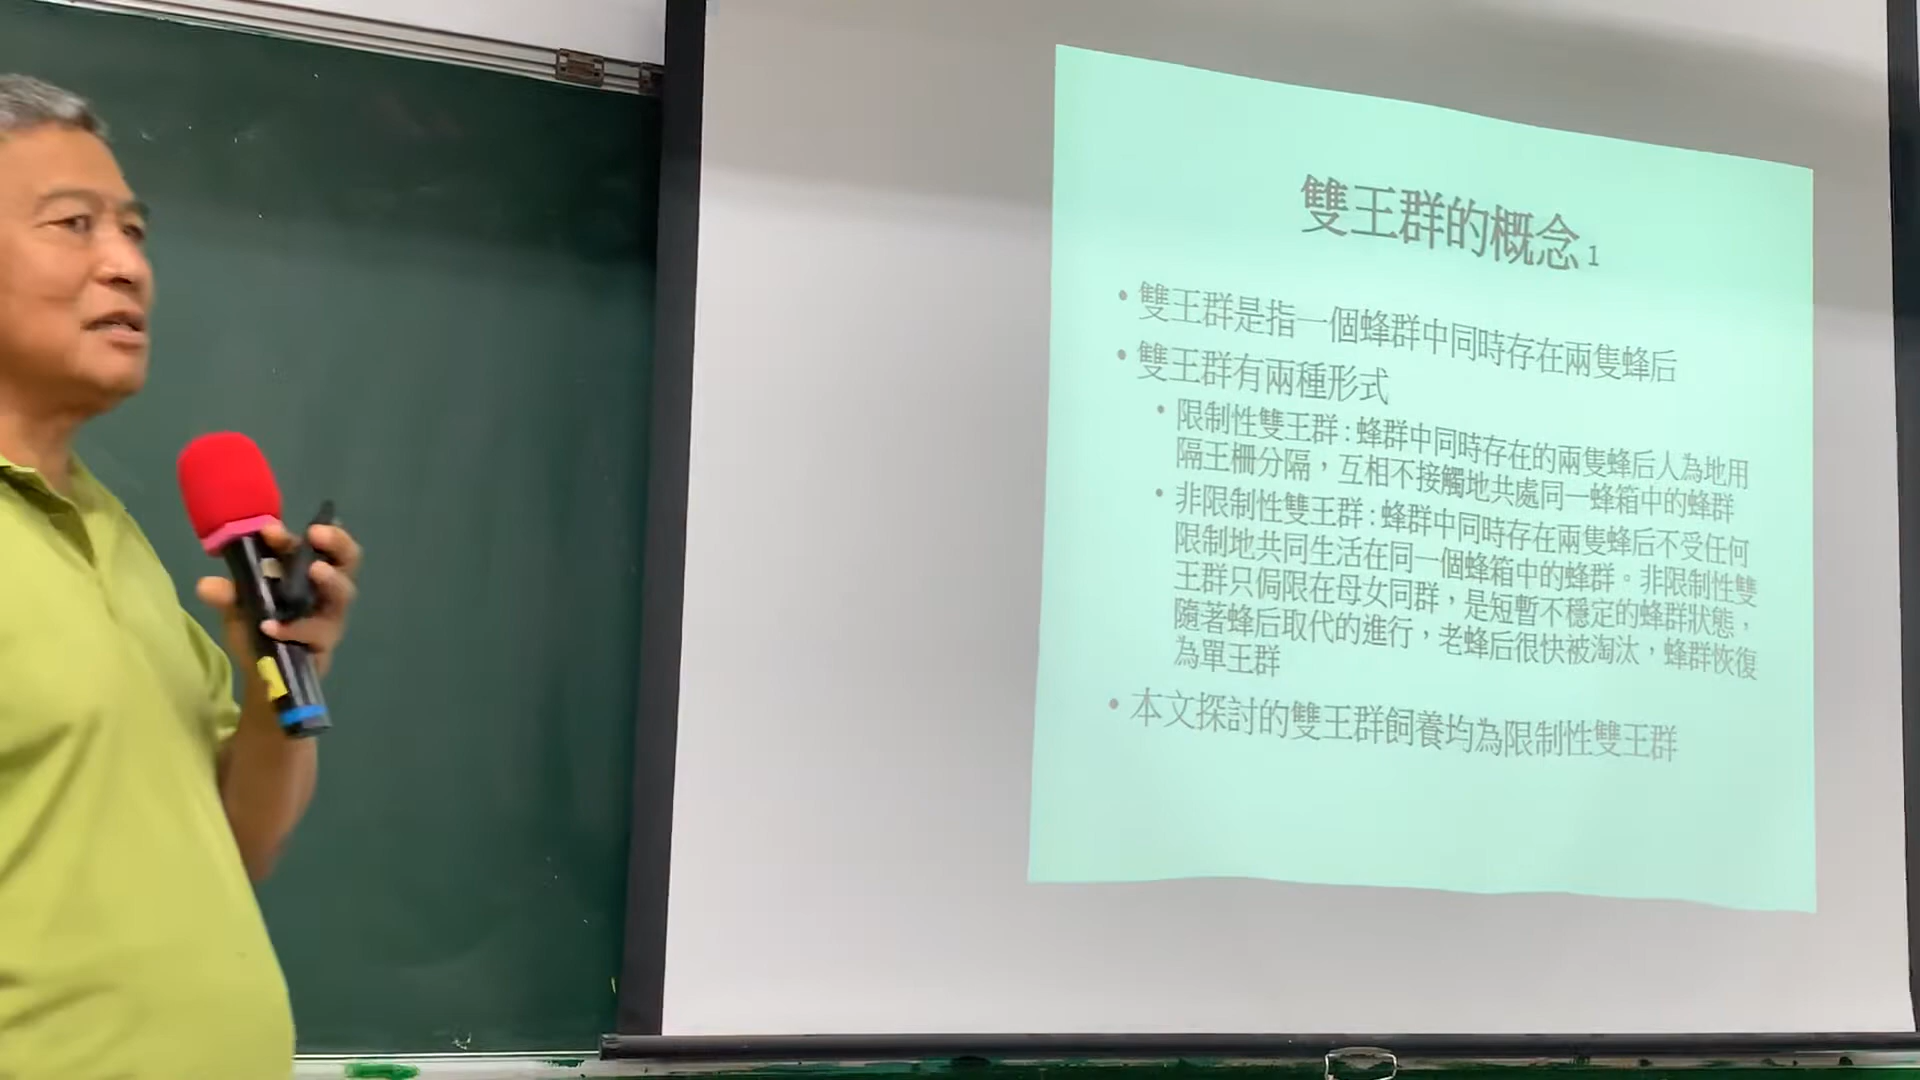 雙王群的概念1
• 雙王群是指一個蜂群中同時存在兩隻蜂后
• 雙王群有兩種形式
• 限制性雙王群:蜂群中同時存在的兩隻蜂后人為地用
隔王柵分隔，互相不接觸地共處同一蜂箱中的蜂群
• 非限制性雙王群:蜂群中同時存在兩隻蜂后不受任何
限制地共同生活在同一個蜂箱中的蜂群。非限制性雙
王群只侷限在母女同群，是短暫不穩定的蜂群狀態，
隨著蜂后取代的進行，老蜂后很快被淘汰，蜂群恢復
為單王群
• 本文探討的雙王群飼養均為限制性雙王群